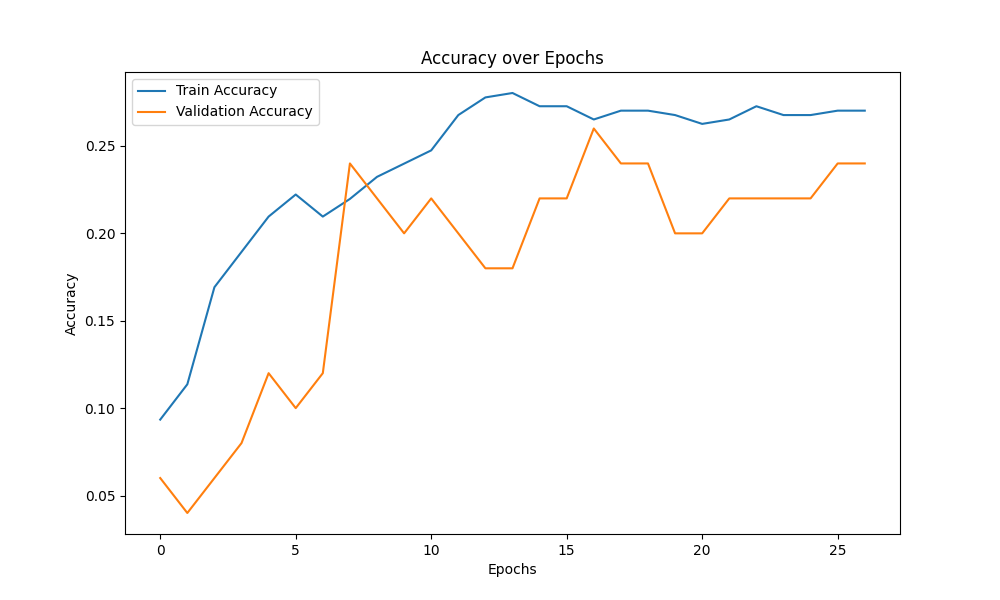 Accuracy over Epochs
Train Accuracy
Validation Accuracy
0.25
0.20
0.15
0.10
0.05
Accuracy
0 5 10 15 20 25
Epochs